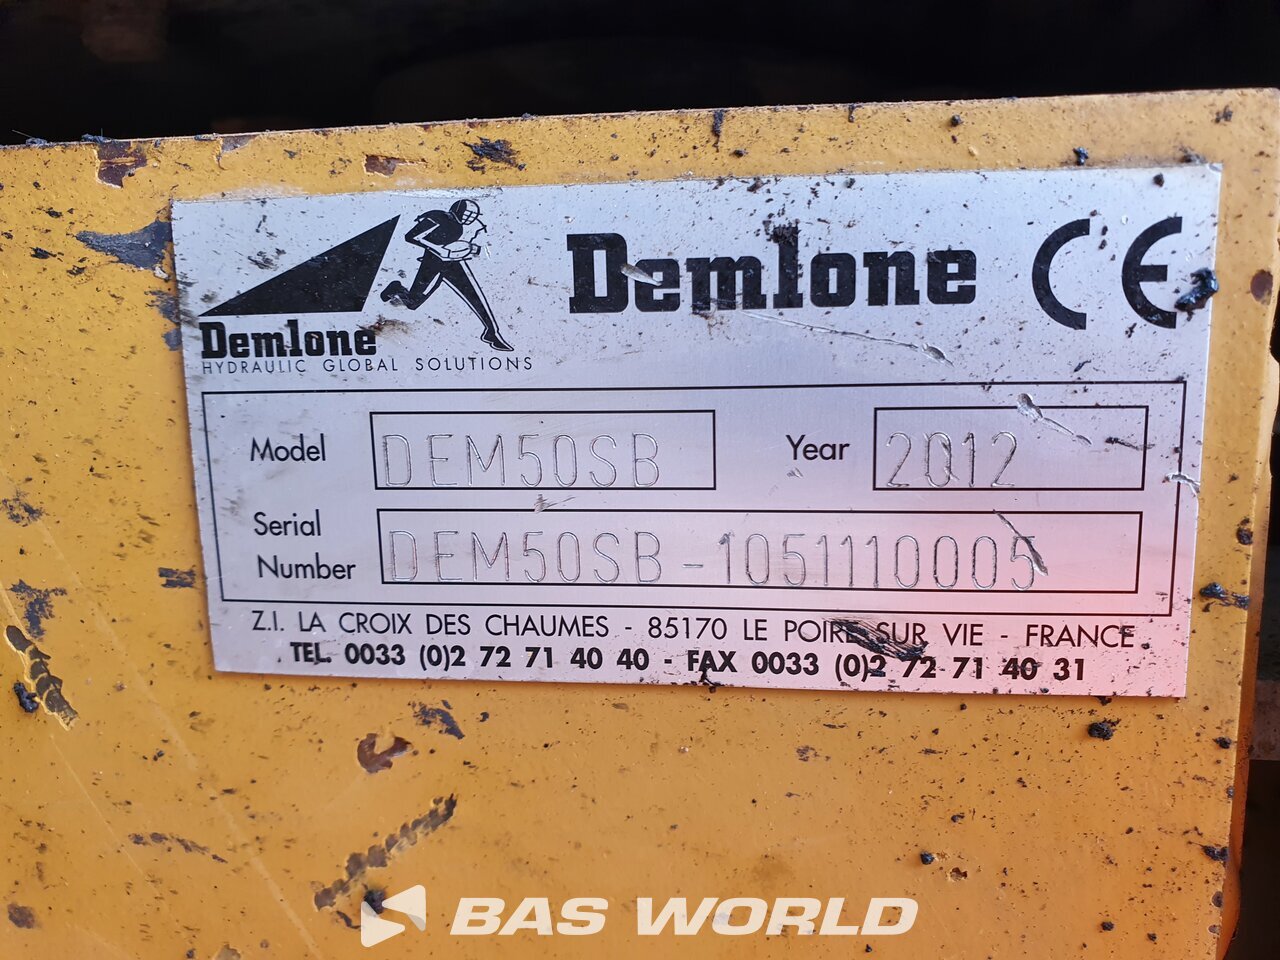 Demlone
HYDRAULIC GLOBAL SOLUTIONS
Demlone CE
Model DEM50SB Year 2012
Serial
Number DEM50SB-1051110005
Z.I. LA CROIX DES CHAUMES - 85170 LE POIRE SUR VIE - FRANCE
TEL. 0033 (0)2 72 71 40 40 - FAX 0033 (0)2 72 71 40 31
BAS WORLD